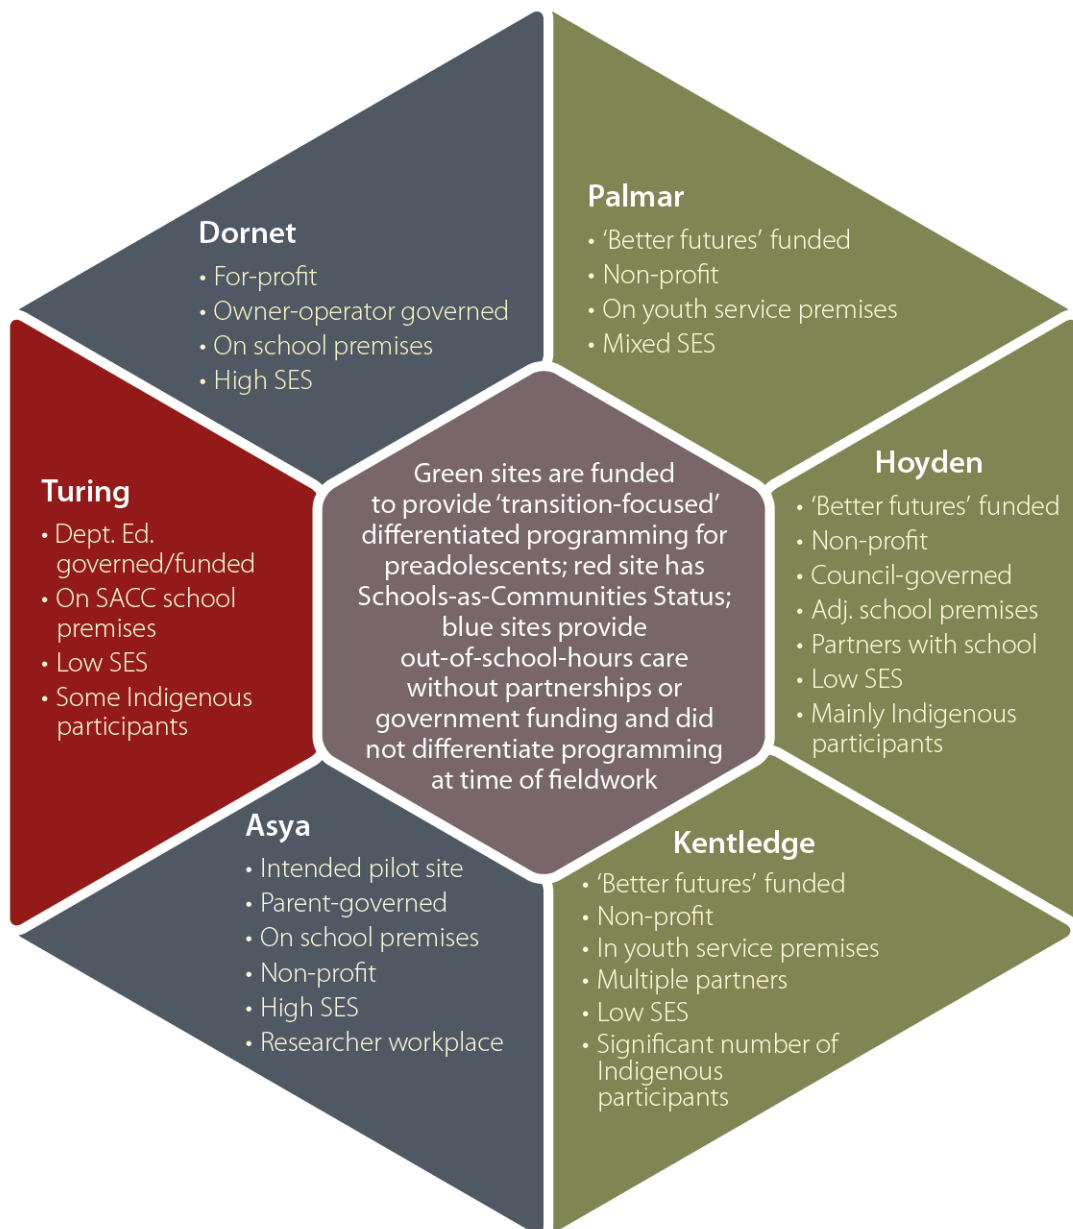 Dornet
• For-profit
• Owner-operator governed
• On school premises
• High SES
Palmar
• ‘Better futures’ funded
• Non-profit
• On youth service premises
• Mixed SES
Turing
• Dept. Ed.
governed/funded
• On SACC school
premises
• Low SES
• Some Indigenous
participants
Green sites are funded
to provide ‘transition-focused’
differentiated programming for
preadolescents; red site has
Schools-as-Communities Status;
blue sites provide
out-of-school-hours care
without partnerships or
government funding and did
not differentiate programming
at time of fieldwork
Hoyden
• ‘Better futures’ funded
• Non-profit
• Council-governed
• Adj. school premises
• Partners with school
• Low SES
• Mainly Indigenous
participants
Asya
• Intended pilot site
• Parent-governed
• On school premises
• Non-profit
• High SES
• Researcher workplace
Kentledge
• ‘Better futures’ funded
• Non-profit
• In youth service premises
• Multiple partners
• Low SES
• Significant number of
Indigenous
participants